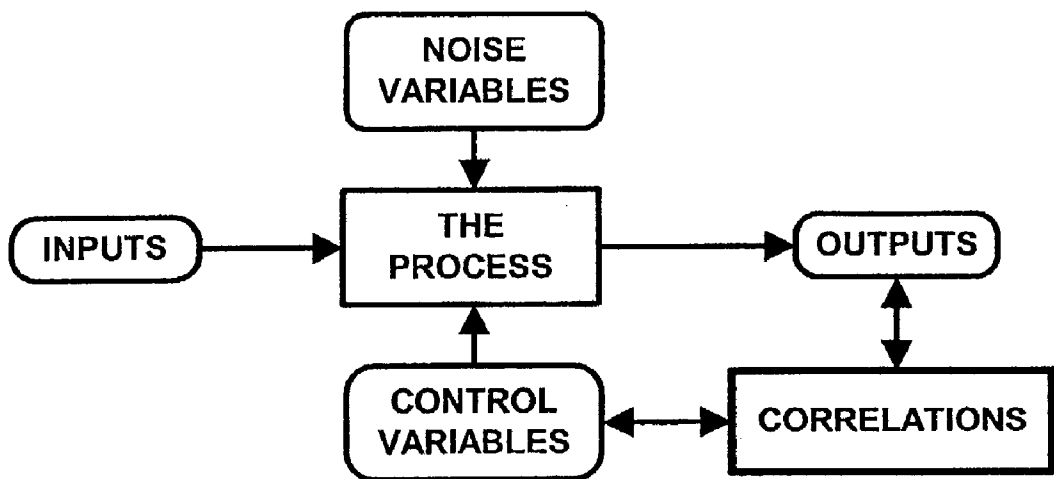 NOISE
VARIABLES
INPUTS
THE
PROCESS
OUTPUTS
CONTROL
VARIABLES
CORRELATIONS